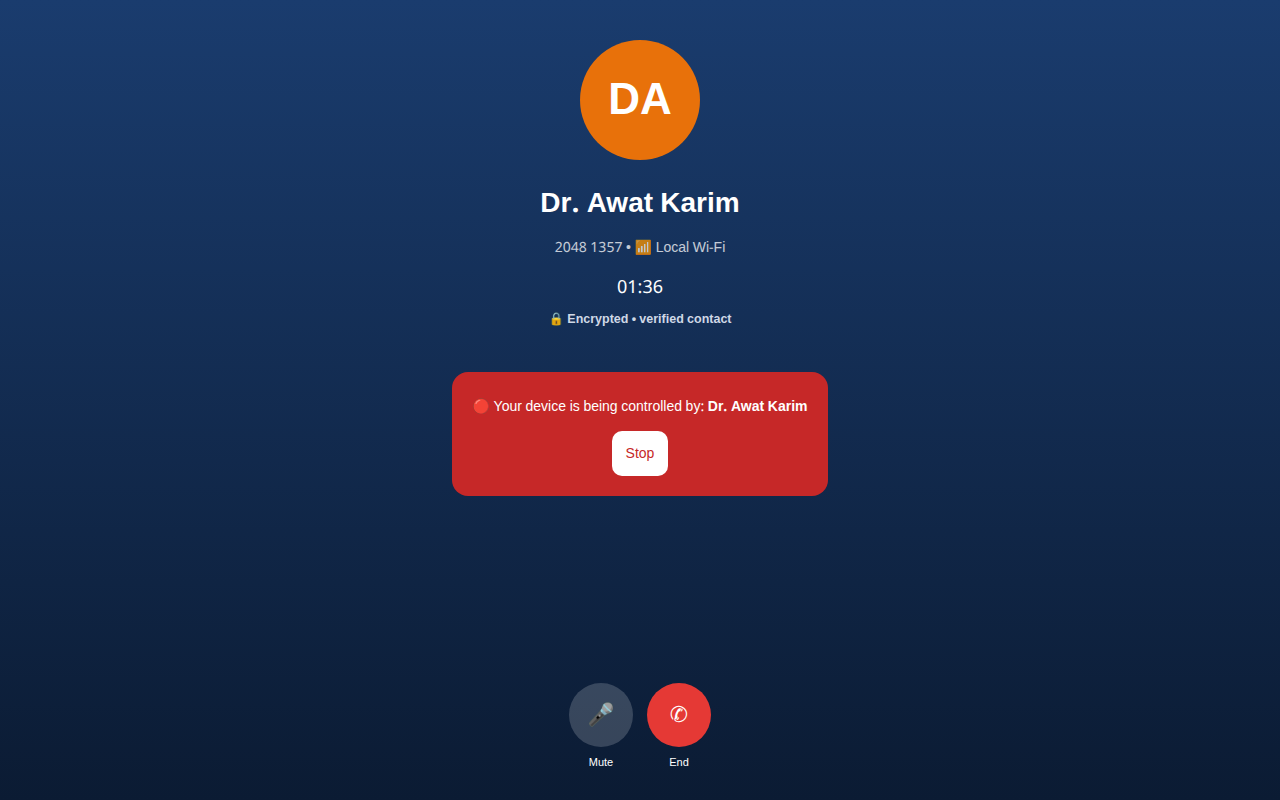 DA
Dr. Awat Karim
2048 1357 • 📶 Local Wi-Fi
01:36
🔒 Encrypted • verified contact
🔴 Your device is being controlled by: Dr. Awat Karim
Stop
Mute
End